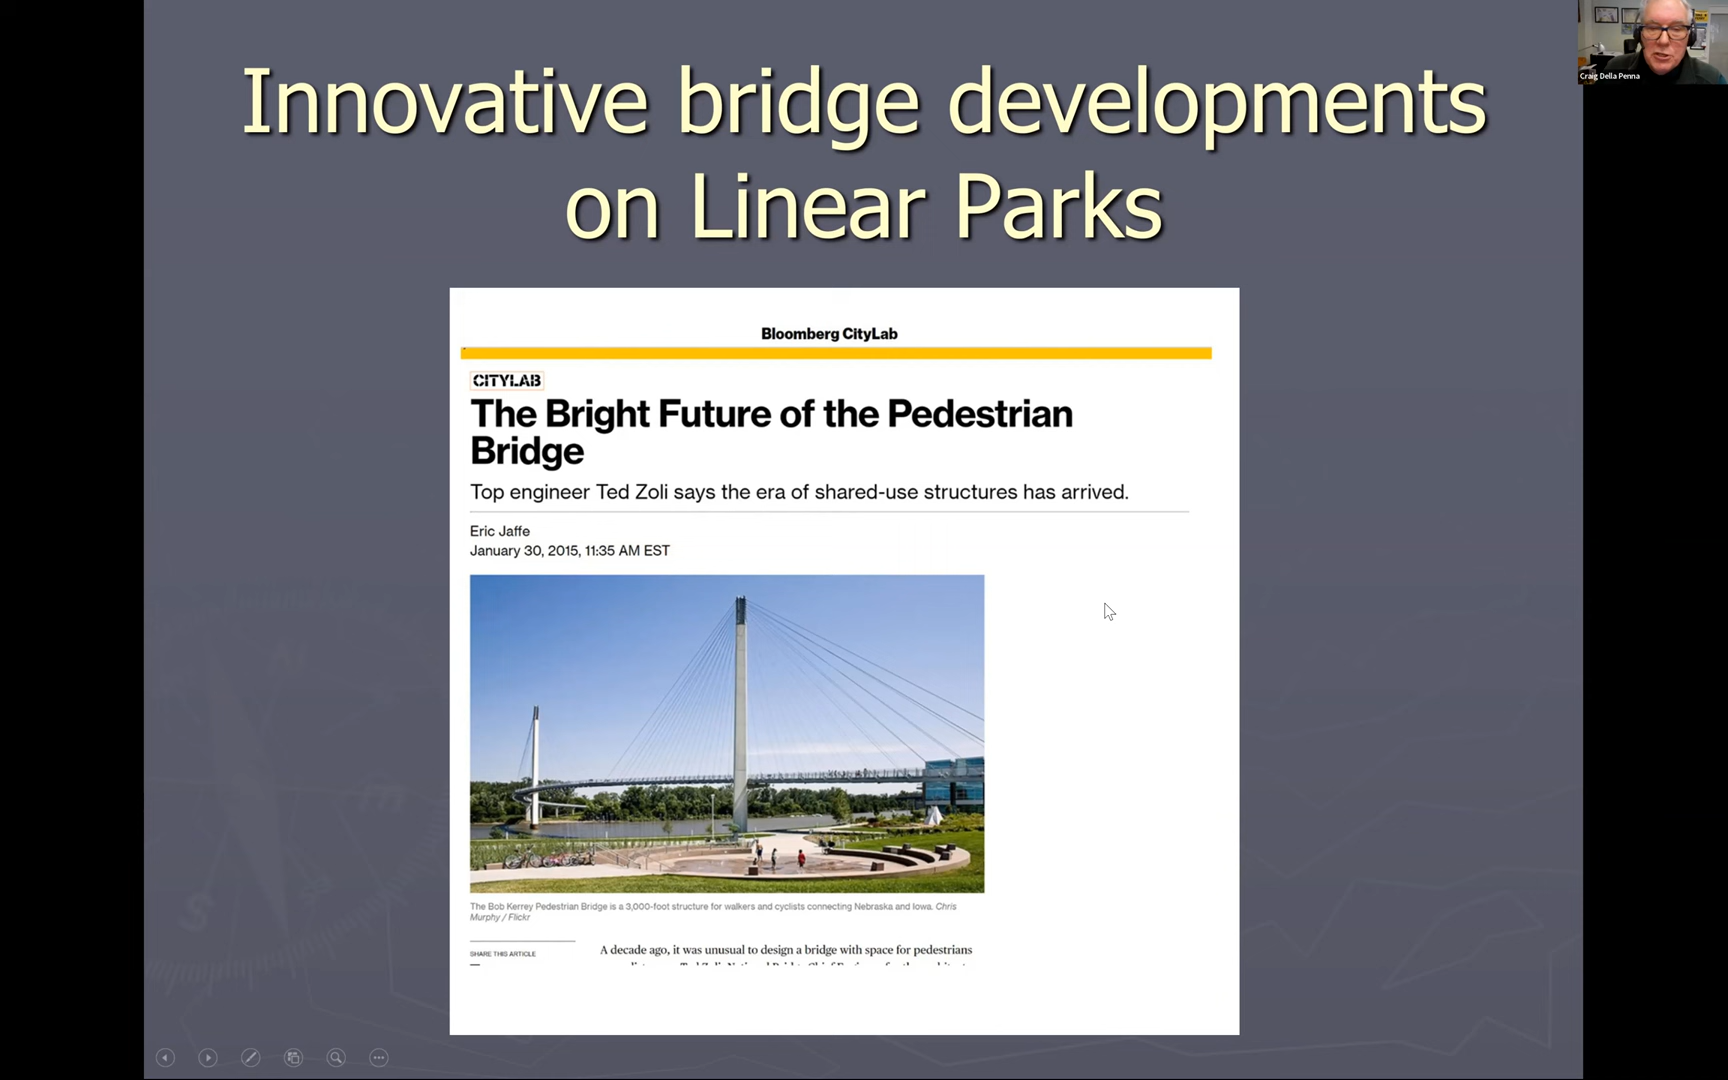 Innovative bridge developments
on Linear Parks
Craig Della Penna
Bloomberg CityLab
CITYLAB
The Bright Future of the Pedestrian
Bridge
Top engineer Ted Zoli says the era of shared-use structures has arrived.
Eric Jaffe
January 30, 2015, 11:35 AM EST
The Bob Kerrey Pedestrian Bridge is a 3,000-foot structure for walkers and cyclists connecting Nebraska and Iowa. Chris
Murphy / Flickr
SHARE THIS ARTICLE
A decade ago, it was unusual to design a bridge with space for pedestrians